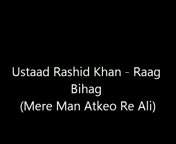 Ustaad Rashid Khan - Raag
Bihag
(Mere Man Atkeo Re Ali)